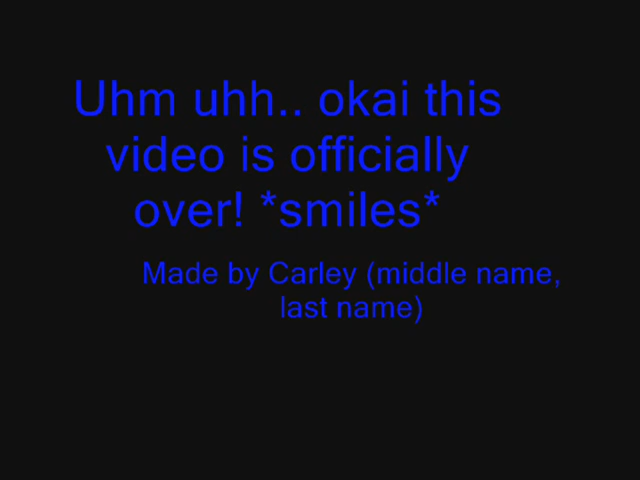 Uhm uhh.. okai this
video is officially
over! *smiles*
Made by Carley (middle name,
last name)